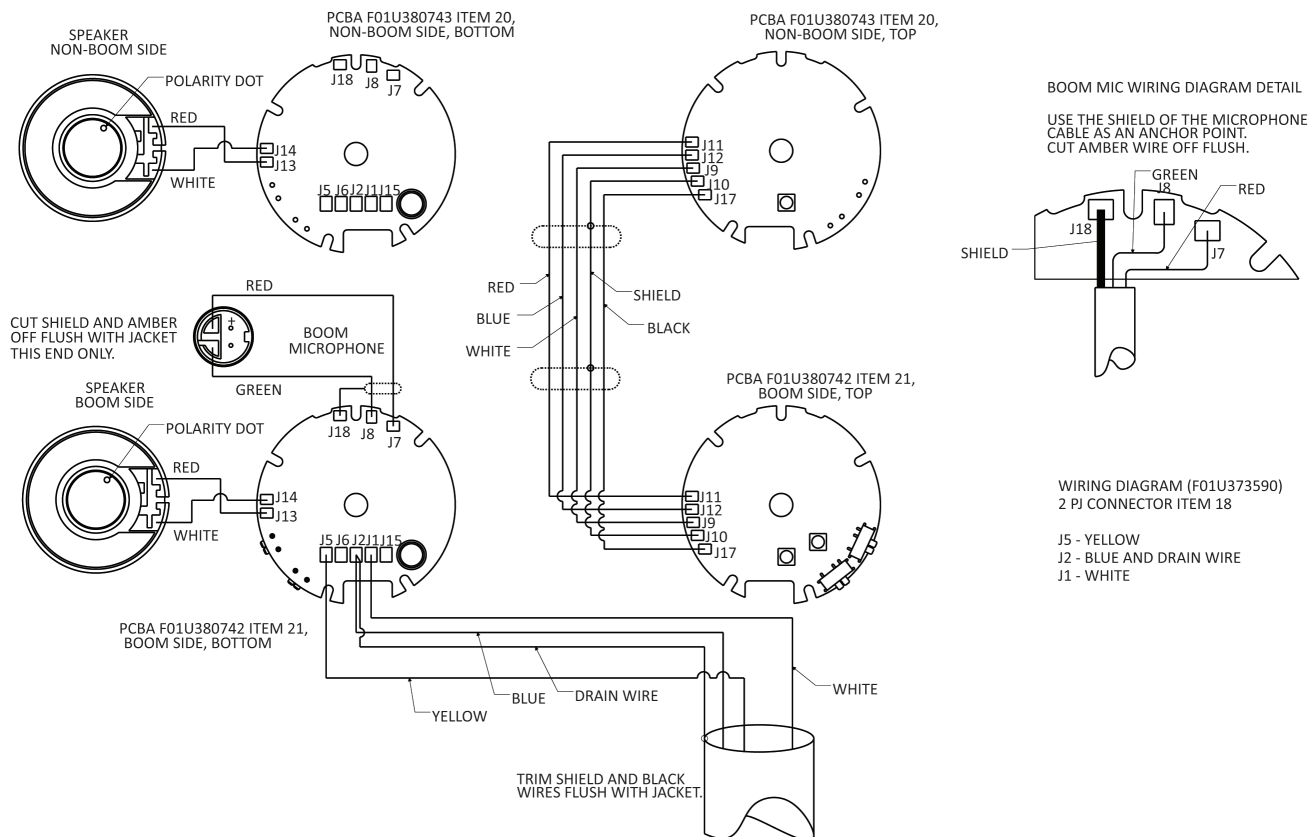 SPEAKER
NON-BOOM SIDE
POLARITY DOT
RED
WHITE
PCBA F01U380743 ITEM 20,
NON-BOOM SIDE, BOTTOM
J18
J8
J7
J14
J13
J5 J6 J2 J1 J15
PCBA F01U380743 ITEM 20,
NON-BOOM SIDE, TOP
J11
J12
J9
J10
J17
RED
BLUE
WHITE
SHIELD
BLACK
BOOM MIC WIRING DIAGRAM DETAIL
USE THE SHIELD OF THE MICROPHONE
CABLE AS AN ANCHOR POINT.
CUT AMBER WIRE OFF FLUSH.
GREEN
J8
RED
J18
J7
SHIELD
CUT SHIELD AND AMBER
OFF FLUSH WITH JACKET
THIS END ONLY.
RED
+
BOOM
MICROPHONE
GREEN
SPEAKER
BOOM SIDE
POLARITY DOT
RED
WHITE
J18
J8
J7
J14
J13
J5 J6 J2 J1 J15
PCBA F01U380742 ITEM 21,
BOOM SIDE, BOTTOM
PCBA F01U380742 ITEM 21,
BOOM SIDE, TOP
J11
J12
J9
J10
J17
WIRING DIAGRAM (F01U373590)
2 PJ CONNECTOR ITEM 18
J5 - YELLOW
J2 - BLUE AND DRAIN WIRE
J1 - WHITE
YELLOW
BLUE
DRAIN WIRE
WHITE
TRIM SHIELD AND BLACK
WIRES FLUSH WITH JACKET.